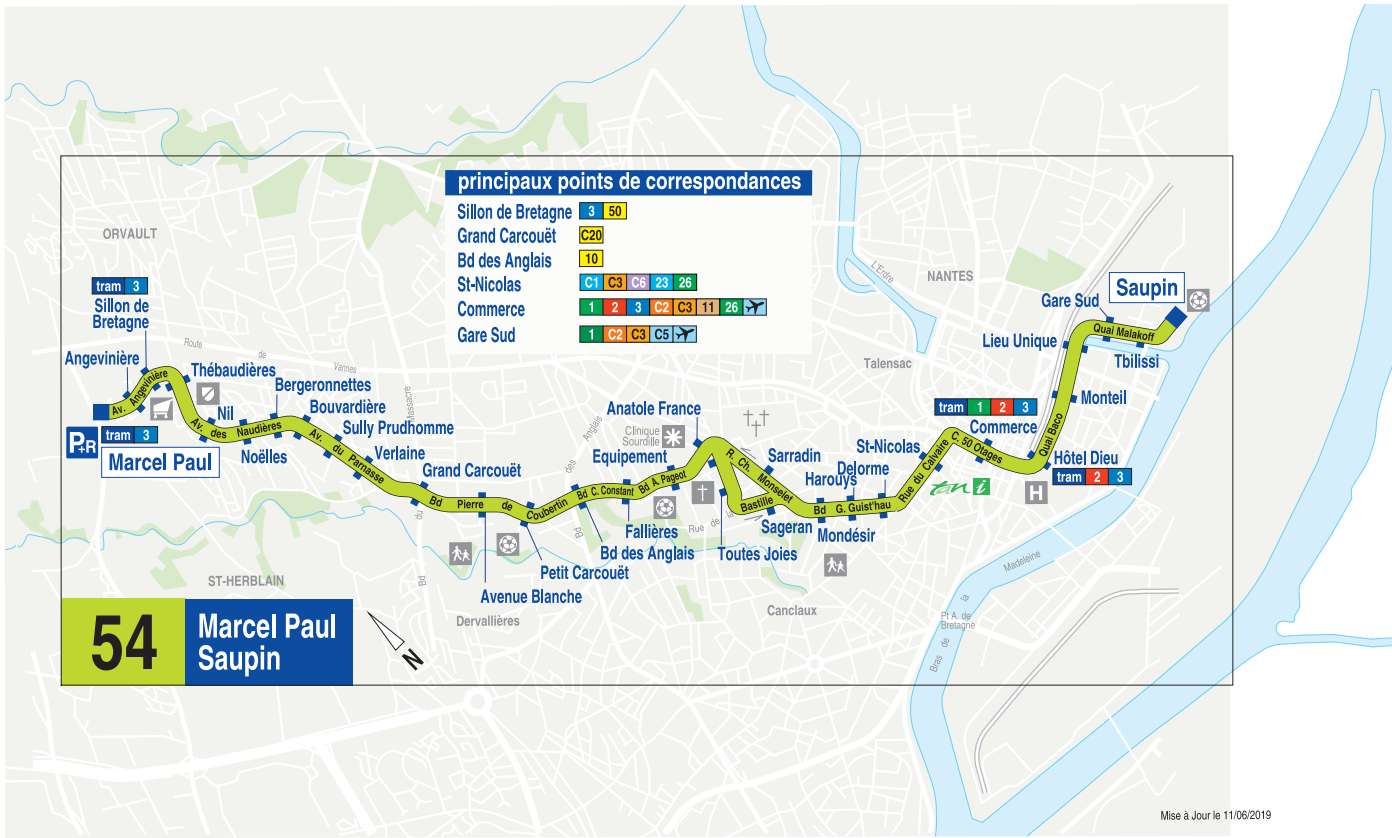 principaux points de correspondances
Sillon de Bretagne 3 50
Grand Carcouët C20
Bd des Anglais 10
St-Nicolas C1 C3 C6 23 26
Commerce 1 2 3 C2 C3 11 26
Gare Sud 1 C2 C3 C5
ORVAULT
tram 3
Sillon de
Bretagne
Angevinière
Av. Angevinière
P+R
tram 3
Marcel Paul
Thébaudières
Nil
Av. des Naudières
Noëlles
Bergeronnettes
Bouvardière
Sully Prudhomme
Verlaine
Av. du Parnasse
Route de Vannes
Massacre
Bd du
Grand Carcouët
Bd Pierre de Coubertin
Avenue Blanche
Petit Carcouët
Bd des Anglais
Bd des Anglais
Bd C. Constant
Fallières
Equipement
Bd A. Pageot
Clinique
Sourdille
Anatole France
R. Ch. Monselet
Bastille
Rue de la
Toutes Joies
Sageran
Sarradin
Harouys
Delorme
Bd G. Guist'hau
Mondésir
St-Nicolas
Rue du Calvaire
C. 50 Otages
tan i
tram 1 2 3
Commerce
Hôtel Dieu
tram 2 3
H
Quai Baco
Monteil
Lieu Unique
Gare Sud
Quai Malakoff
Tbilissi
Saupin
L'Erdre
NANTES
Talensac
Canclaux
Dervallières
ST-HERBLAIN
Pt A. de
Bretagne
Bras de la Madeleine
54
Marcel Paul
Saupin
N
Mise à Jour le 11/06/2019